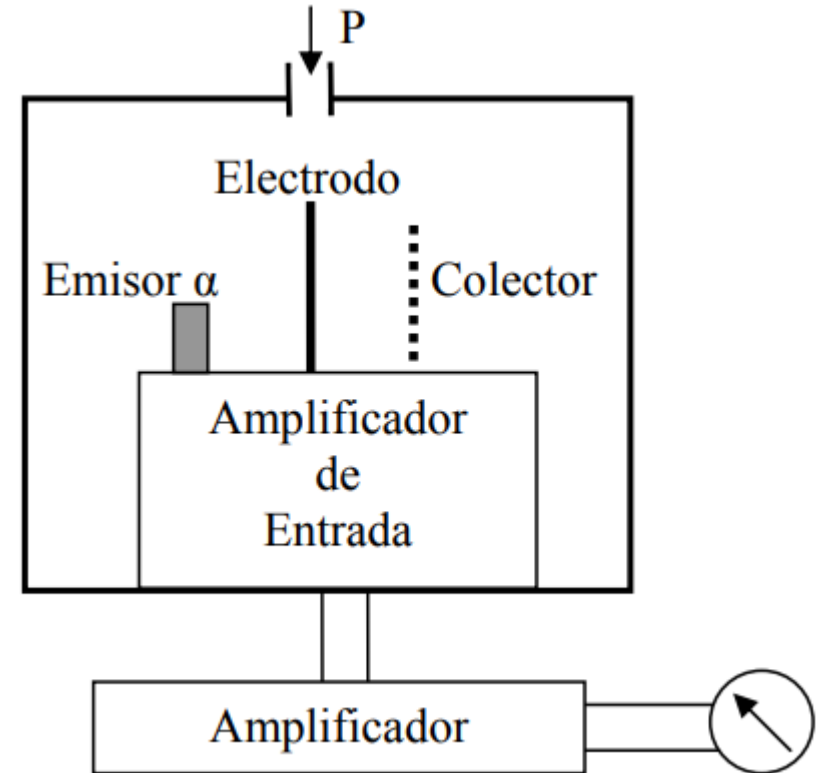 P
Electrodo
Emisor α
Colector
Amplificador
de
Entrada
Amplificador